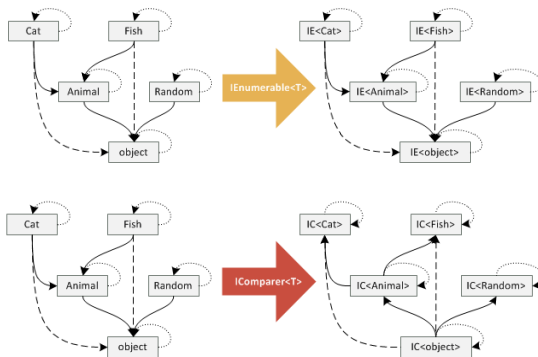 Cat
Fish
IE<Cat>
IE<Fish>
Animal
Random
IEnumerable<T>
IE<Animal>
IE<Random>
object
IE<object>
Cat
Fish
IC<Cat>
IC<Fish>
Animal
Random
IComparer<T>
IC<Animal>
IC<Random>
object
IC<object>